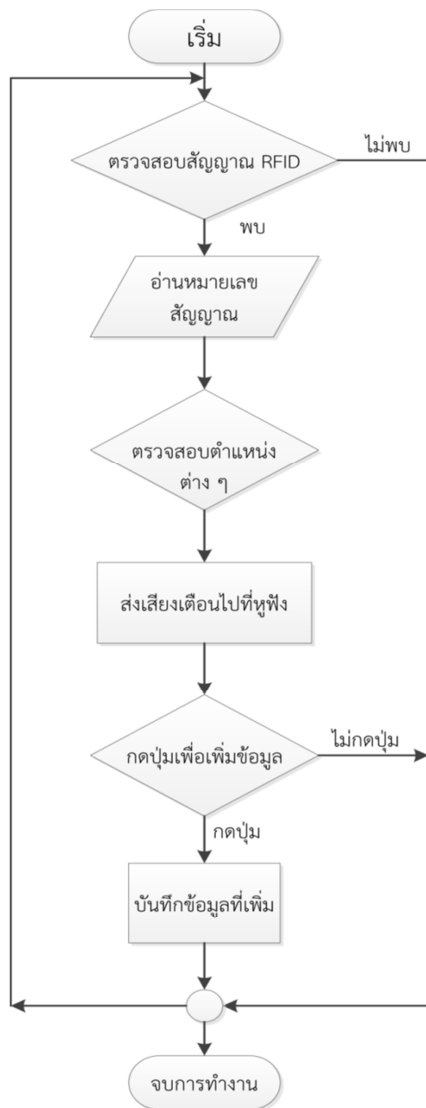 เริ่ม
ตรวจสอบสัญญาณ RFID
ไม่พบ
พบ
อ่านหมายเลข
สัญญาณ
ตรวจสอบตำแหน่ง
ต่าง ๆ
ส่งเสียงเตือนไปที่หูฟัง
กดปุ่มเพื่อเพิ่มข้อมูล
ไม่กดปุ่ม
กดปุ่ม
บันทึกข้อมูลที่เพิ่ม
จบการทำงาน